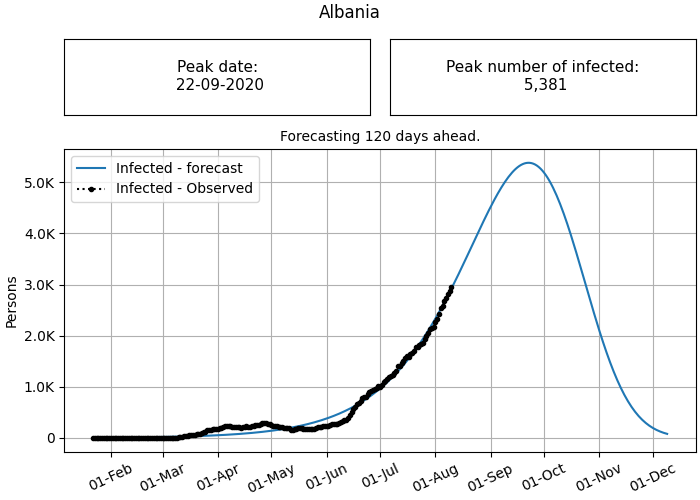 Albania
Peak date:
22-09-2020
Peak number of infected:
5,381
Forecasting 120 days ahead.
Infected - forecast
Infected - Observed
Persons
5.0K
4.0K
3.0K
2.0K
1.0K
0
01-Feb
01-Mar
01-Apr
01-May
01-Jun
01-Jul
01-Aug
01-Sep
01-Oct
01-Nov
01-Dec